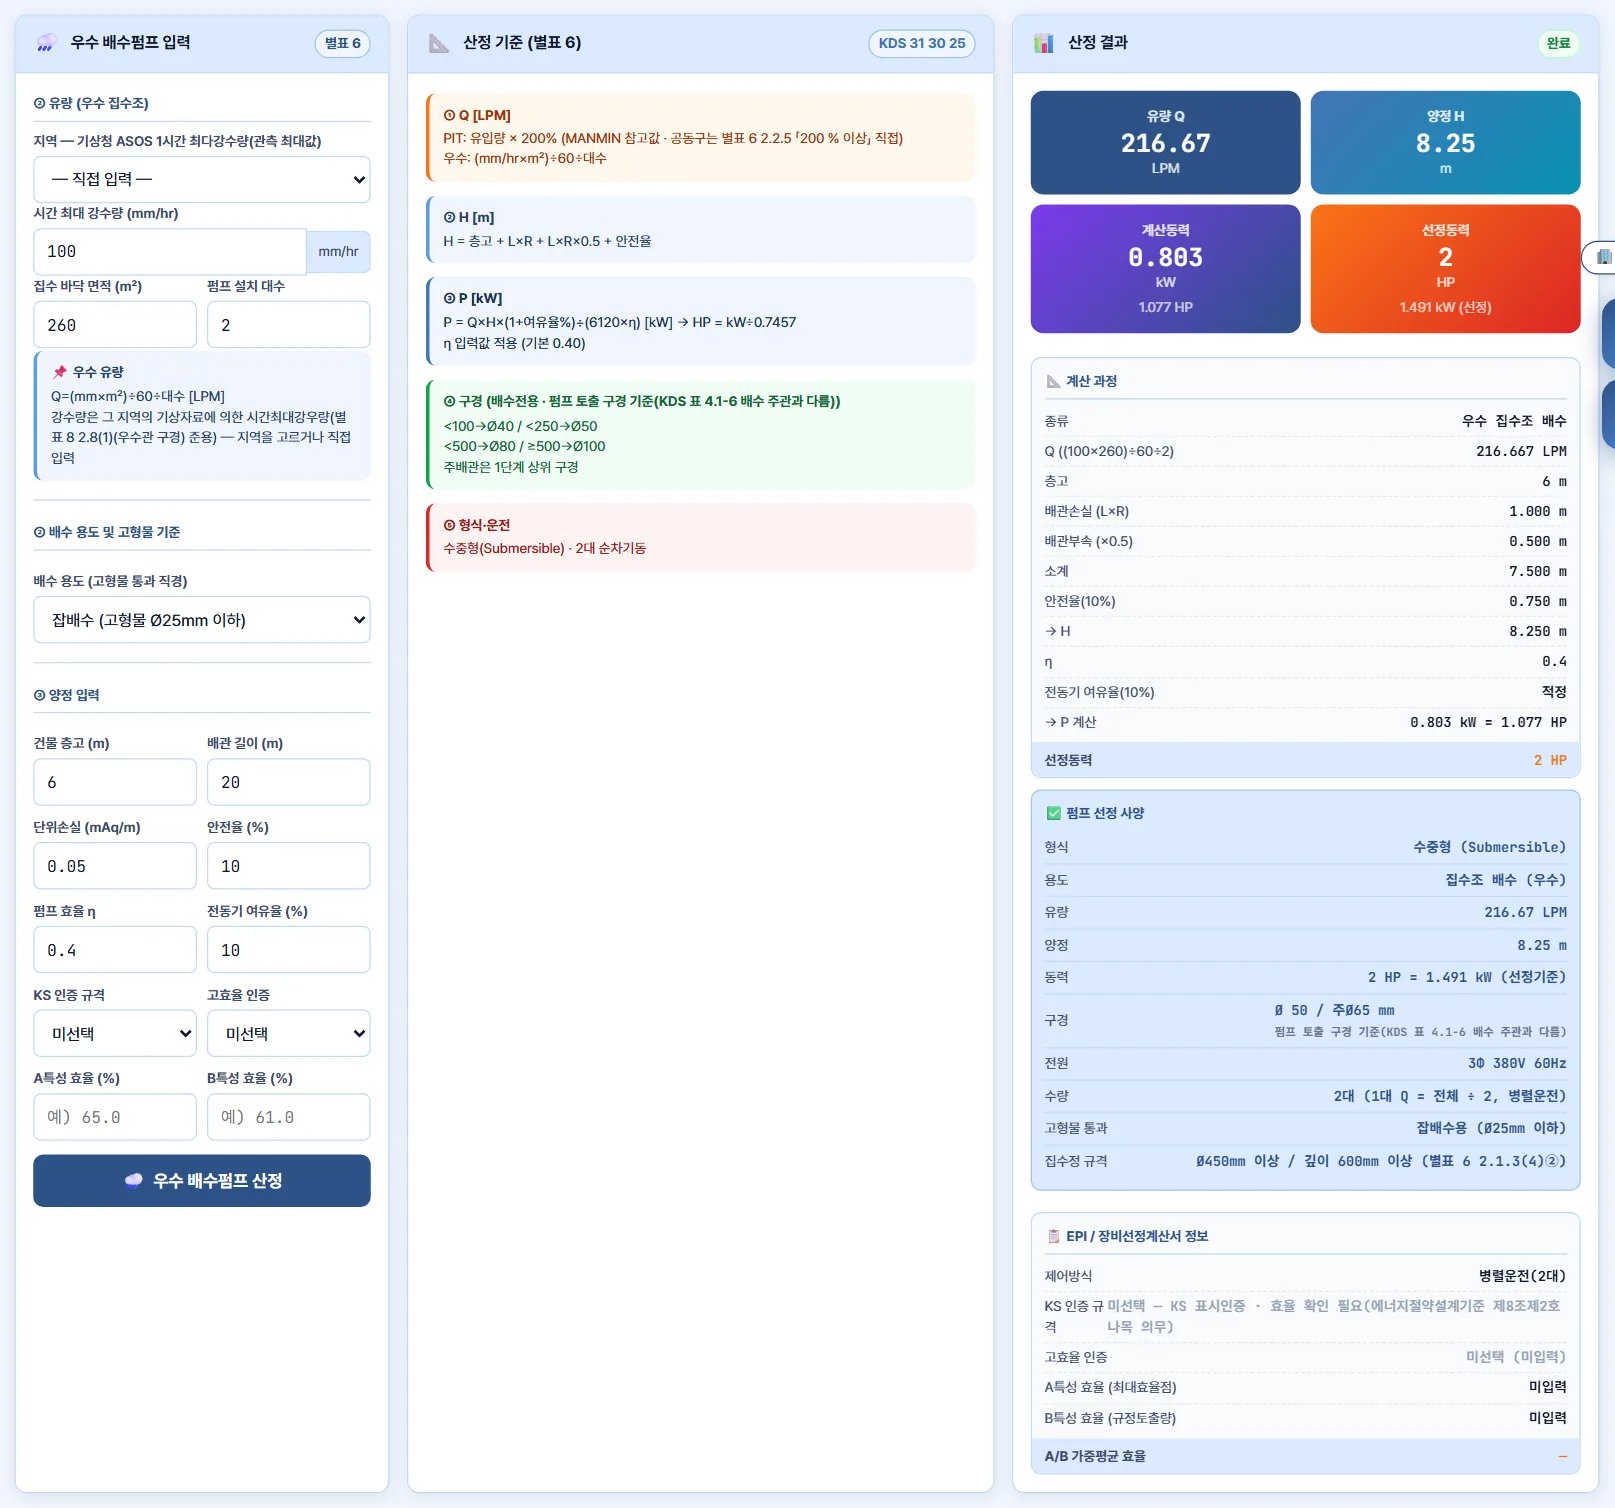 우수 배수펌프 입력
별표 6
② 유량 (우수 집수조)
지역 — 기상청 ASOS 1시간 최다강수량(관측 최대값)
— 직접 입력 —
시간 최대 강수량 (mm/hr)
100
mm/hr
집수 바닥 면적 (m²)
펌프 설치 대수
260
2
우수 유량
Q=(mm×m²)÷60÷대수 [LPM]
강수량은 그 지역의 기상자료에 의한 시간최대강우량(별
표 8 2.8(1)(우수관 구경) 준용) — 지역을 고르거나 직접
입력
② 배수 용도 및 고형물 기준
배수 용도 (고형물 통과 직경)
잡배수 (고형물 Ø25mm 이하)
③ 양정 입력
건물 층고 (m)
배관 길이 (m)
6
20
단위손실 (mAq/m)
안전율 (%)
0.05
10
펌프 효율 η
전동기 여유율 (%)
0.4
10
KS 인증 규격
고효율 인증
미선택
미선택
A특성 효율 (%)
B특성 효율 (%)
예) 65.0
예) 61.0
우수 배수펌프 산정
산정 기준 (별표 6)
KDS 31 30 25
① Q [LPM]
PIT: 유입량 × 200% (MANMIN 참고값 · 공동구는 별표 6 2.2.5 「200 % 이상」 직접)
우수: (mm/hr×m²)÷60÷대수
② H [m]
H = 층고 + L×R + L×R×0.5 + 안전율
③ P [kW]
P = Q×H×(1+여유율%)÷(6120×η) [kW] → HP = kW÷0.7457
η 입력값 적용 (기본 0.40)
④ 구경 (배수전용 · 펌프 토출 구경 기준(KDS 표 4.1-6 배수 주관과 다름))
<100→Ø40 / <250→Ø50
<500→Ø80 / ≥500→Ø100
주배관은 1단계 상위 구경
⑤ 형식·운전
수중형(Submersible) · 2대 순차기동
산정 결과
완료
유량 Q
216.67
LPM
양정 H
8.25
m
계산동력
0.803
kW
1.077 HP
선정동력
2
HP
1.491 kW (선정)
계산 과정
종류 우수 집수조 배수
Q ((100×260)÷60÷2) 216.667 LPM
층고 6 m
배관손실 (L×R) 1.000 m
배관부속 (×0.5) 0.500 m
소계 7.500 m
안전율(10%) 0.750 m
→ H 8.250 m
η 0.4
전동기 여유율(10%) 적정
→ P 계산 0.803 kW = 1.077 HP
선정동력 2 HP
펌프 선정 사양
형식 수중형 (Submersible)
용도 집수조 배수 (우수)
유량 216.67 LPM
양정 8.25 m
동력 2 HP = 1.491 kW (선정기준)
구경 Ø 50 / 주Ø65 mm
펌프 토출 구경 기준(KDS 표 4.1-6 배수 주관과 다름)
전원 3Φ 380V 60Hz
수량 2대 (1대 Q = 전체 ÷ 2, 병렬운전)
고형물 통과 잡배수용 (Ø25mm 이하)
집수정 규격 Ø450mm 이상 / 깊이 600mm 이상 (별표 6 2.1.3(4)②)
EPI / 장비선정계산서 정보
제어방식 병렬운전(2대)
KS 인증 규격 미선택 — KS 표시인증 · 효율 확인 필요(에너지절약설계기준 제8조제2호
나목 의무)
고효율 인증 미선택 (미입력)
A특성 효율 (최대효율점) 미입력
B특성 효율 (규정토출량) 미입력
A/B 가중평균 효율 —